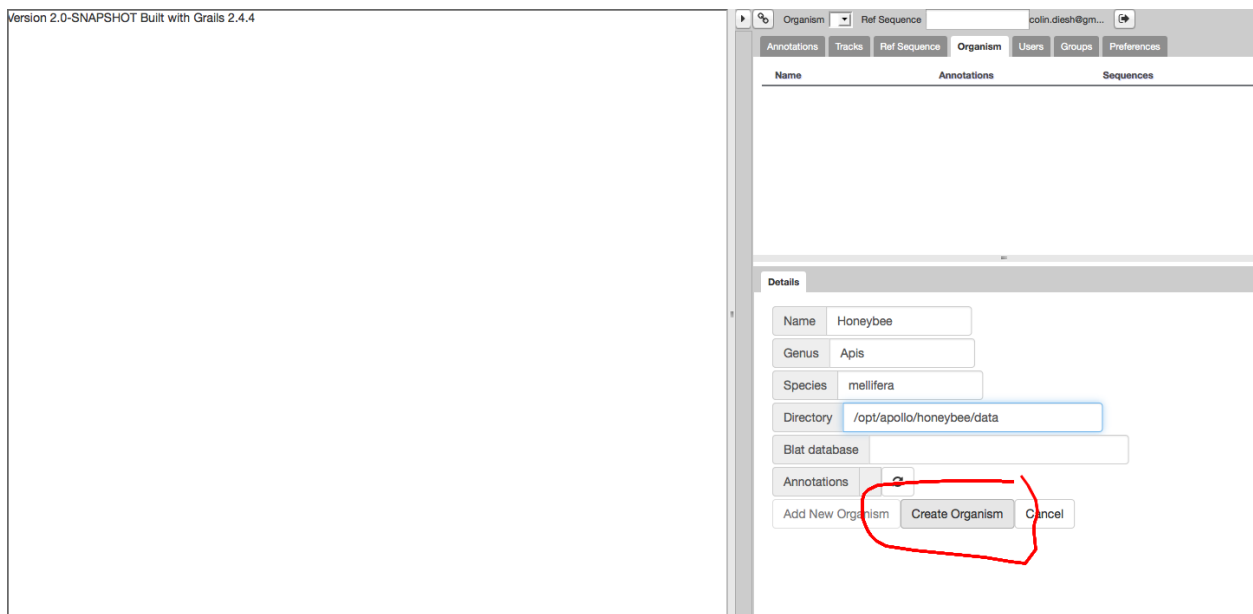 Version 2.0-SNAPSHOT Built with Grails 2.4.4
Organism Ref Sequence colin.diesh@gm...
Annotations Tracks Ref Sequence Organism Users Groups Preferences
Name Annotations Sequences
Details
Name Honeybee
Genus Apis
Species mellifera
Directory /opt/apollo/honeybee/data
Blat database
Annotations
Add New Organism Create Organism Cancel